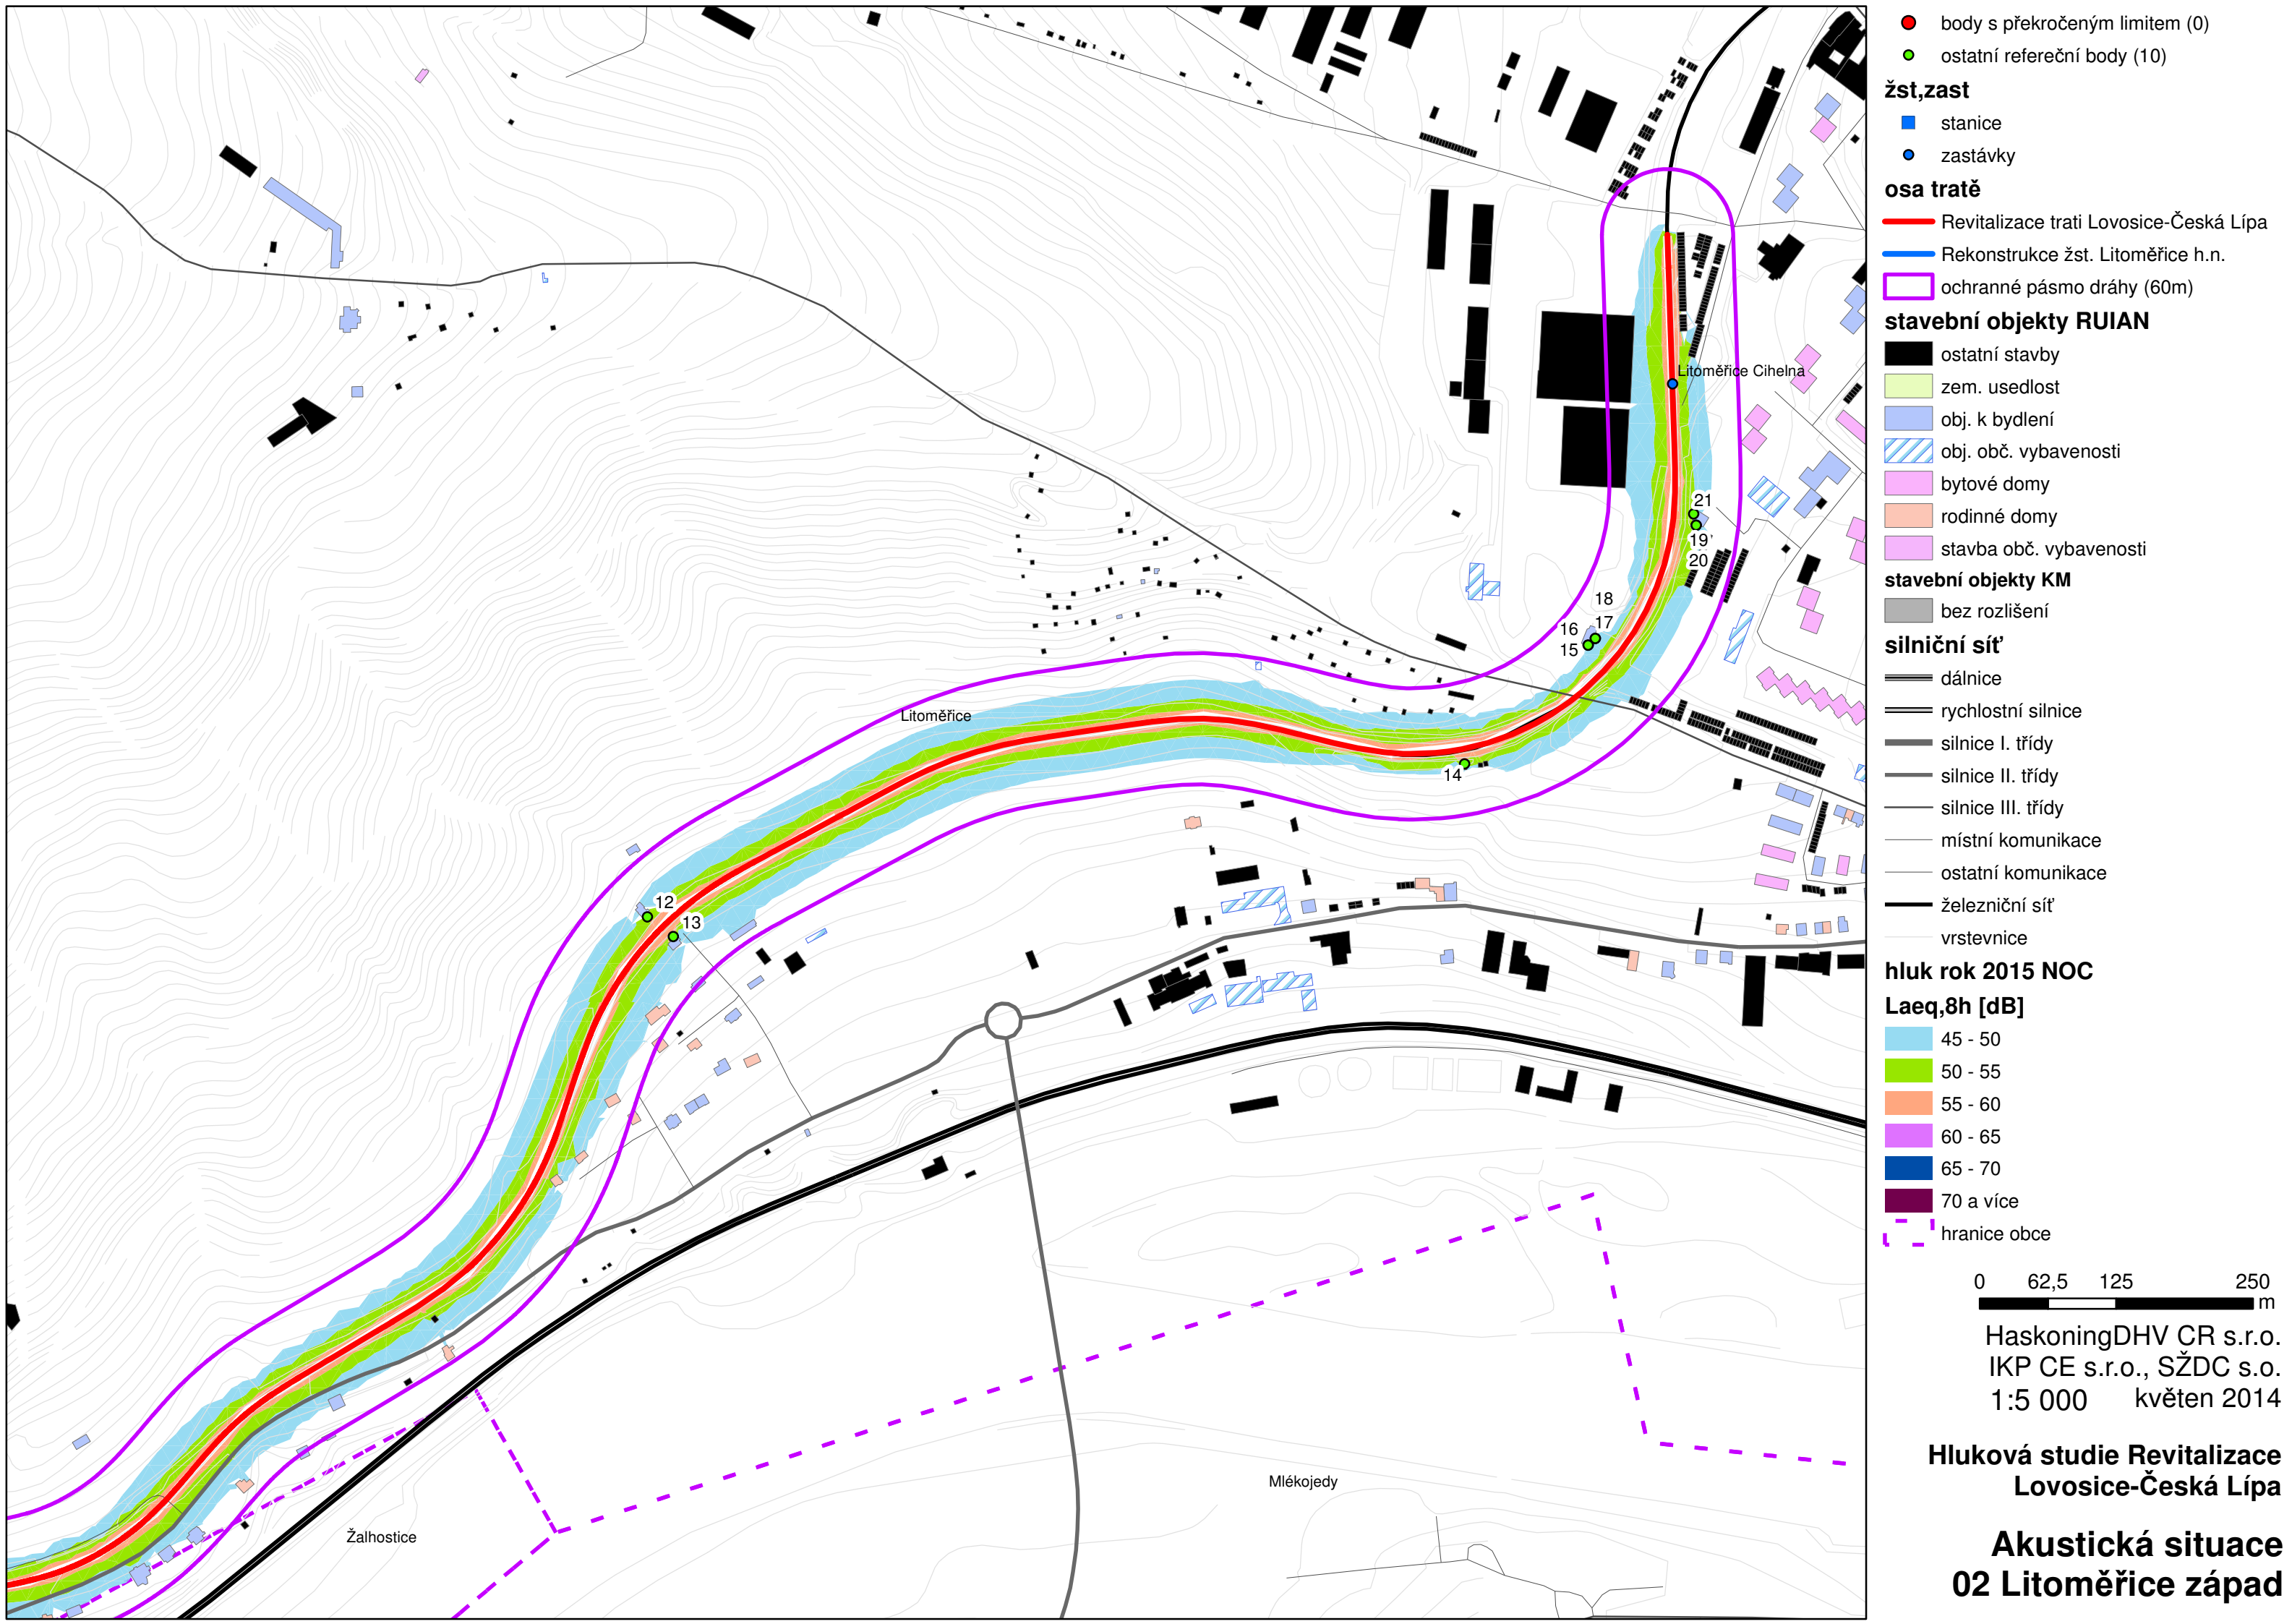 body s překročeným limitem (0)
ostatní refereční body (10)
žst,zast
stanice
zastávky
osa tratě
Revitalizace trati Lovosice-Česká Lípa
Rekonstrukce žst. Litoměřice h.n.
ochranné pásmo dráhy (60m)
stavební objekty RUIAN
ostatní stavby
zem. usedlost
obj. k bydlení
obj. obč. vybavenosti
bytové domy
rodinné domy
stavba obč. vybavenosti
stavební objekty KM
bez rozlišení
silniční síť
dálnice
rychlostní silnice
silnice I. třídy
silnice II. třídy
silnice III. třídy
místní komunikace
ostatní komunikace
železniční síť
vrstevnice
hluk rok 2015 NOC
Laeq,8h [dB]
45 - 50
50 - 55
55 - 60
60 - 65
65 - 70
70 a více
hranice obce
0 62,5 125 250
m
HaskoningDHV CR s.r.o.
IKP CE s.r.o., SŽDC s.o.
1:5 000 květen 2014
Hluková studie Revitalizace
Lovosice-Česká Lípa
Akustická situace
02 Litoměřice západ
Litoměřice Cihelna
21
19
20
18
17
16
15
Litoměřice
14
12
13
Mlékojedy
Žalhostice